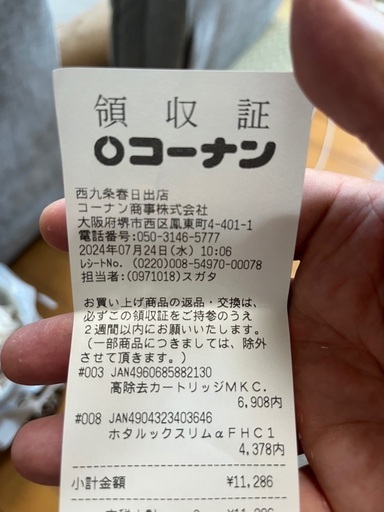 領収証
コーナン
西九条春日出店
コーナン商事株式会社
大阪府堺市西区鳳東町4-401-1
電話番号:050-3146-5777
2024年07月24日(水) 10:06
レシートNo. (0220)008-54970-00078
担当者:(0971018)スガタ
お買い上げ商品の返品・交換は、
必ずこの領収証をご持参のうえ
2週間以内にお願いいたします。
(一部商品につきましては、除外
させて頂きます。)
#003 JAN4960685882130
高除去カートリッジMKC.
6,908内
#008 JAN4904323403646
ホタルックスリムαFHC1
4,378内
小計金額 ¥11,286